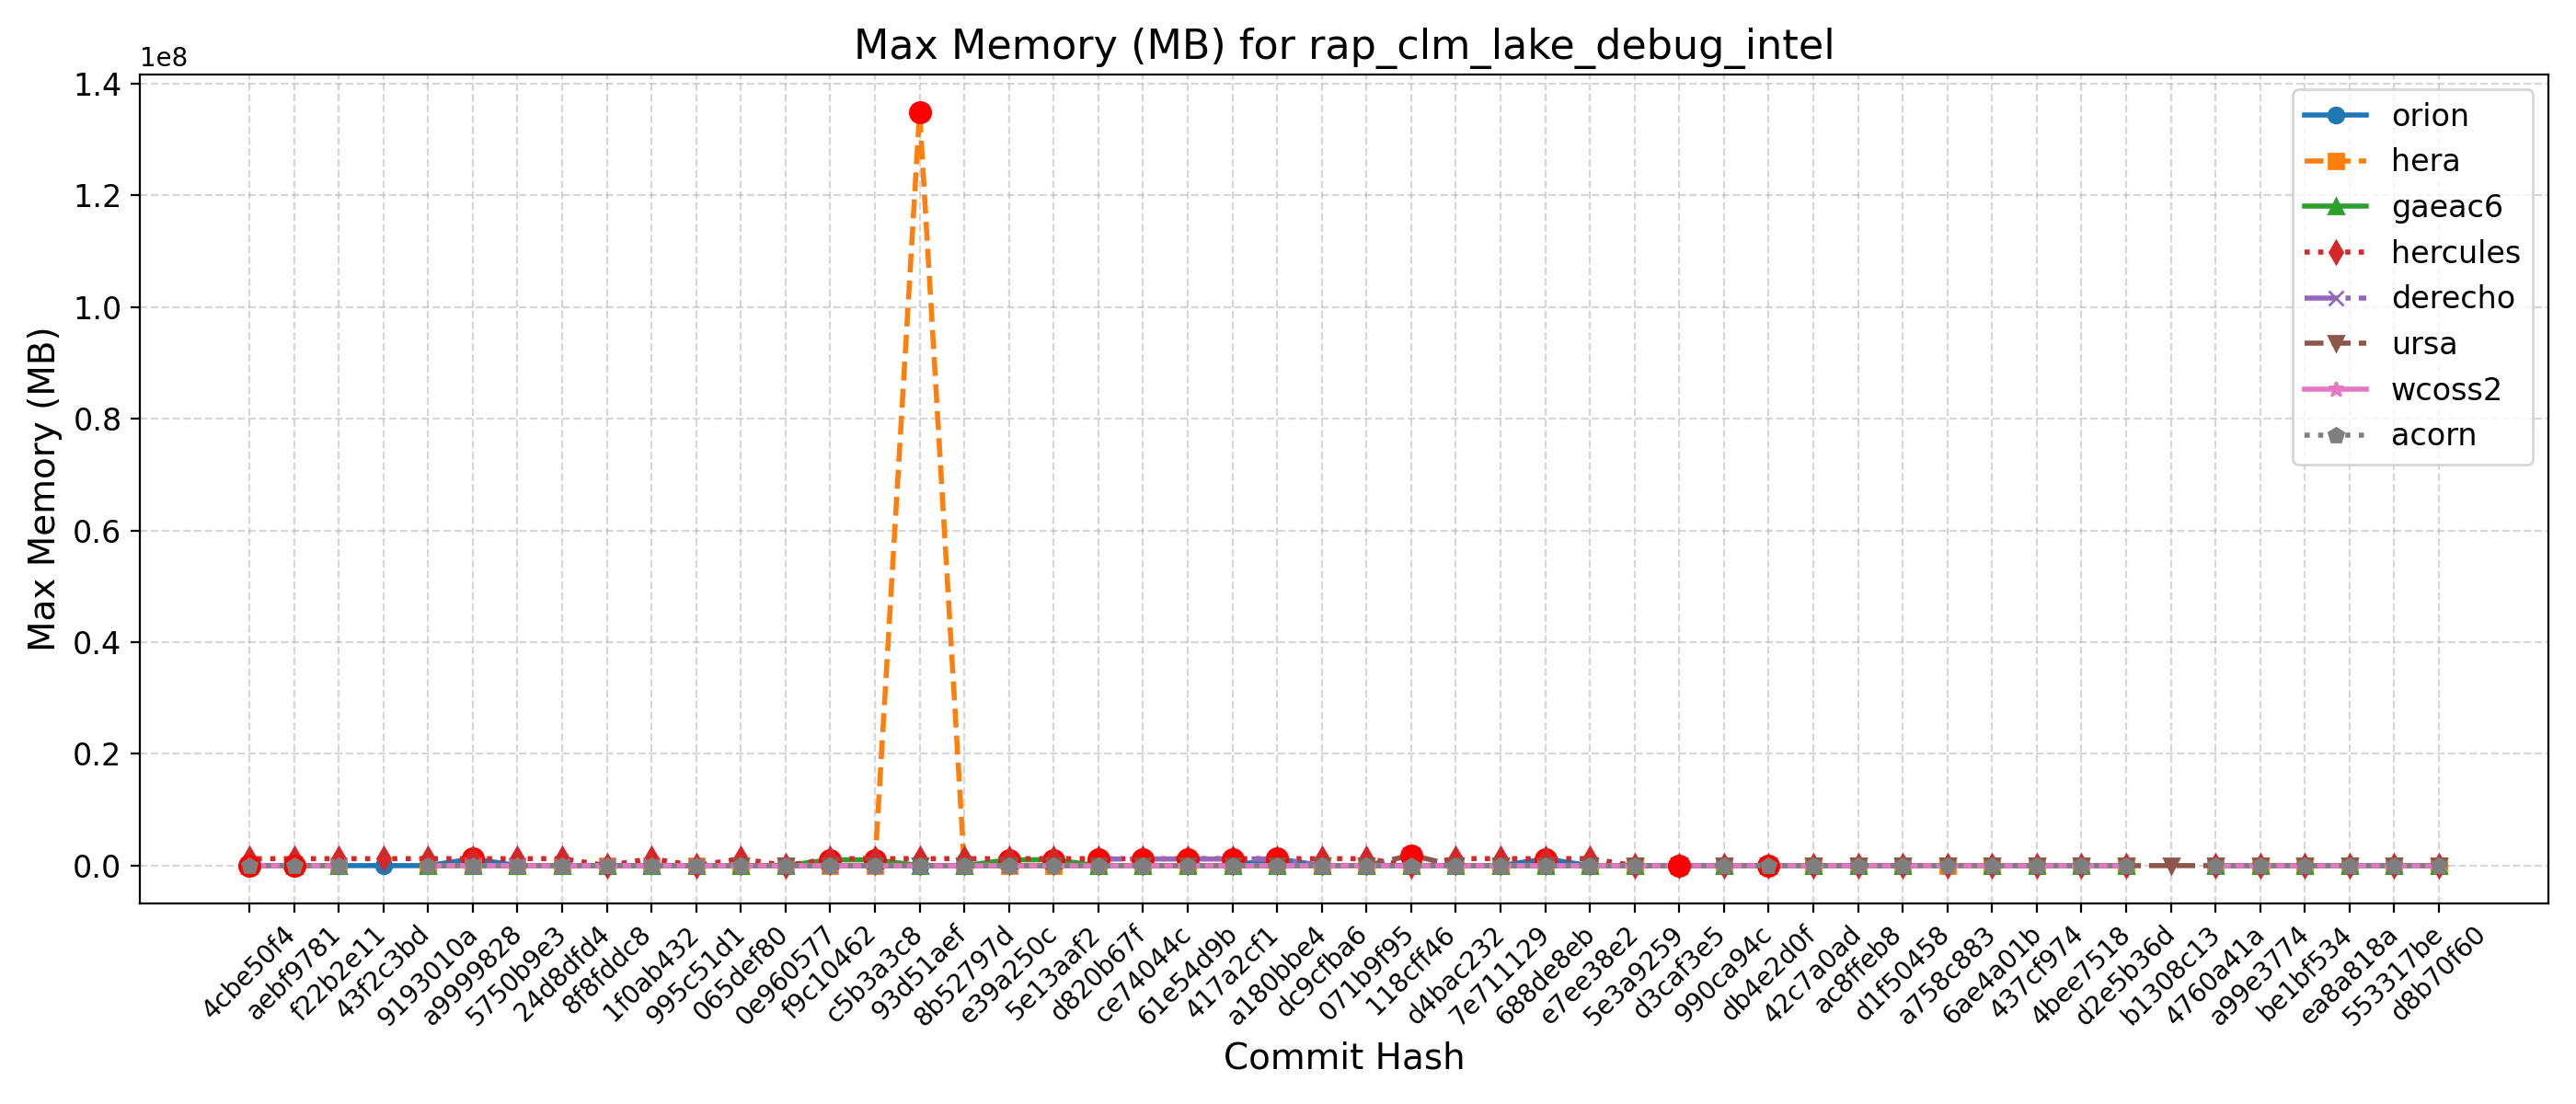 Max Memory (MB) for rap_clm_lake_debug_intel
1e8
1.4
1.2
1.0
0.8
0.6
0.4
0.2
0.0
Max Memory (MB)
orion
hera
gaeac6
hercules
derecho
ursa
wcoss2
acorn
4cbe50f4
aebf9781
f22b2e11
43f2c3bd
9193010a
a9999828
5750b9e3
24d8dfd4
8f8fddc8
1f0ab432
995c51d1
065def80
0e960577
f9c10462
c5b3a3c8
93d51aef
8b52797d
e39a250c
5e13aaf2
d820b67f
ce74044c
61e54d9b
417a2cf1
a180bbe4
dc9cfba6
071b9f95
118cff46
d4bac232
7e711129
688de8eb
e7ee38e2
5e3a9259
d3caf3e5
990ca94c
db4e2d0f
42c7a0ad
ac8ffeb8
d1f50458
a758c883
6ae4a01b
437cf974
4bee7518
d2e5b36d
b1308c13
4760a41a
a99e3774
be1bf534
ea8a818a
553317be
d8b70f60
Commit Hash